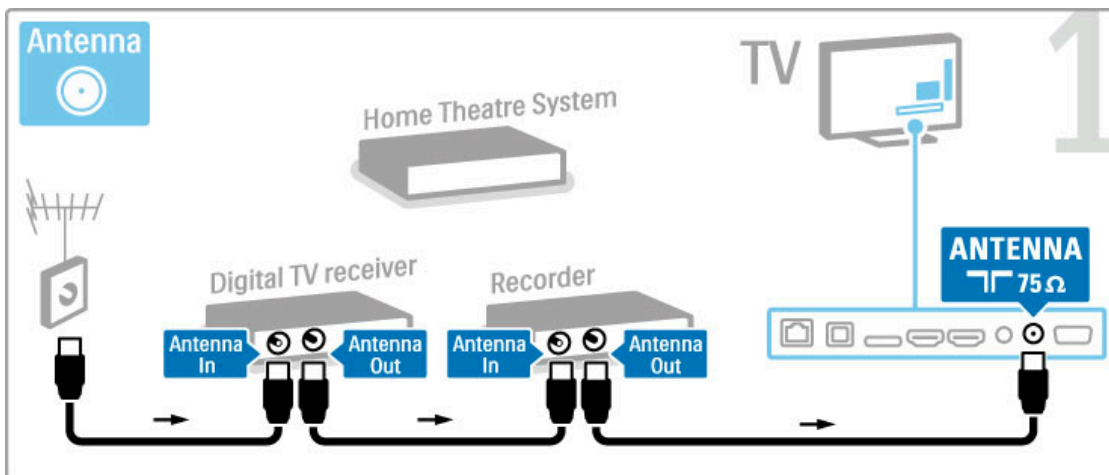 Antenna
TV
1
Home Theatre System
ANTENNA
75 Ω
Digital TV receiver
Recorder
Antenna
In
Antenna
Out
Antenna
In
Antenna
Out